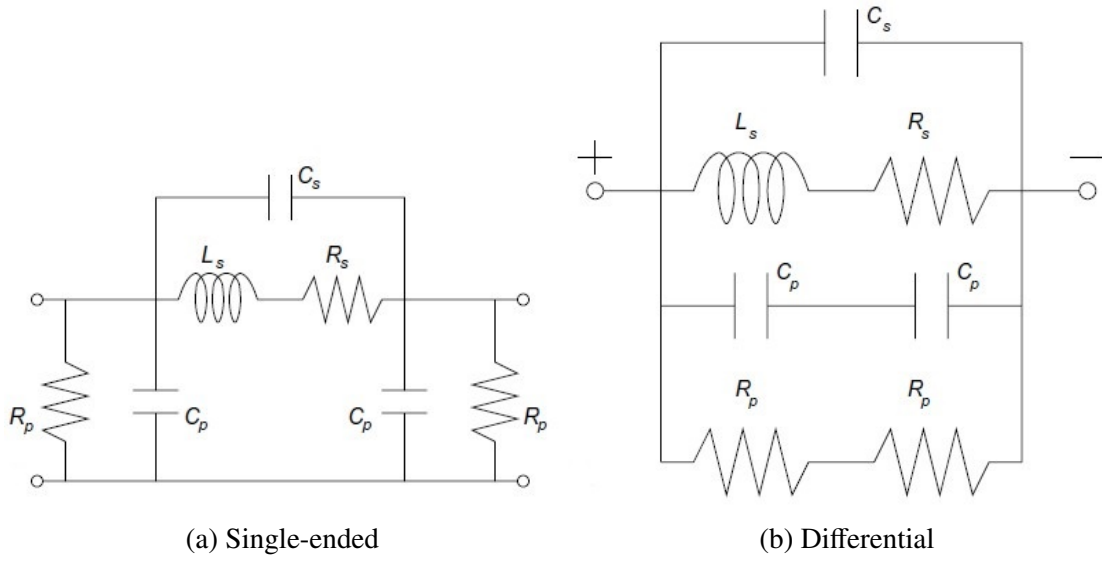 C_s
L_s
R_s
R_p
C_p
C_p
R_p
(a) Single-ended
C_s
L_s
R_s
+
−
C_p
C_p
R_p
R_p
(b) Differential